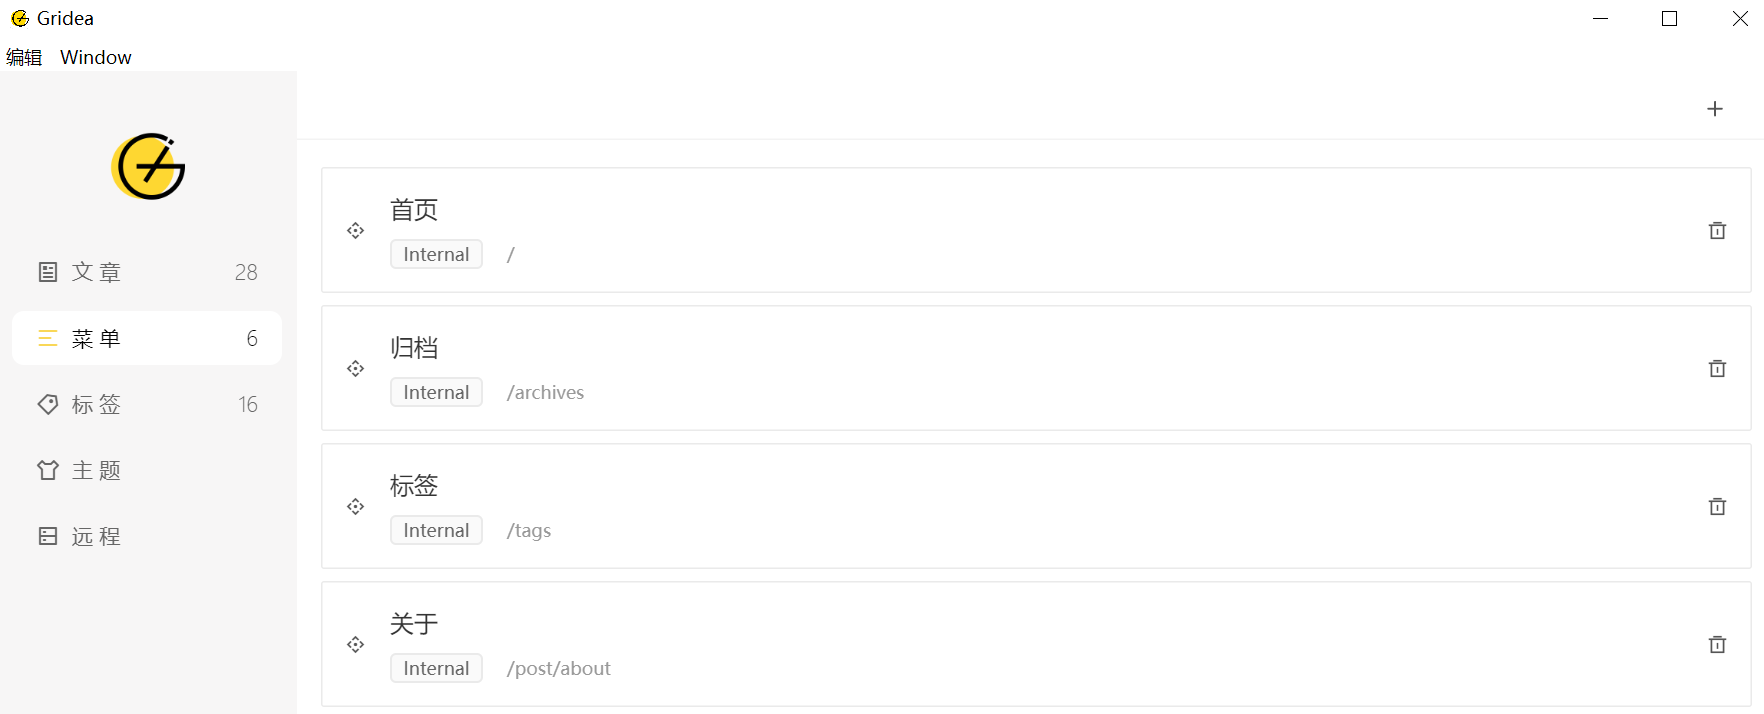 Gridea
编辑 Window
文章 28
菜单 6
标签 16
主题
远程
首页
Internal /
归档
Internal /archives
标签
Internal /tags
关于
Internal /post/about